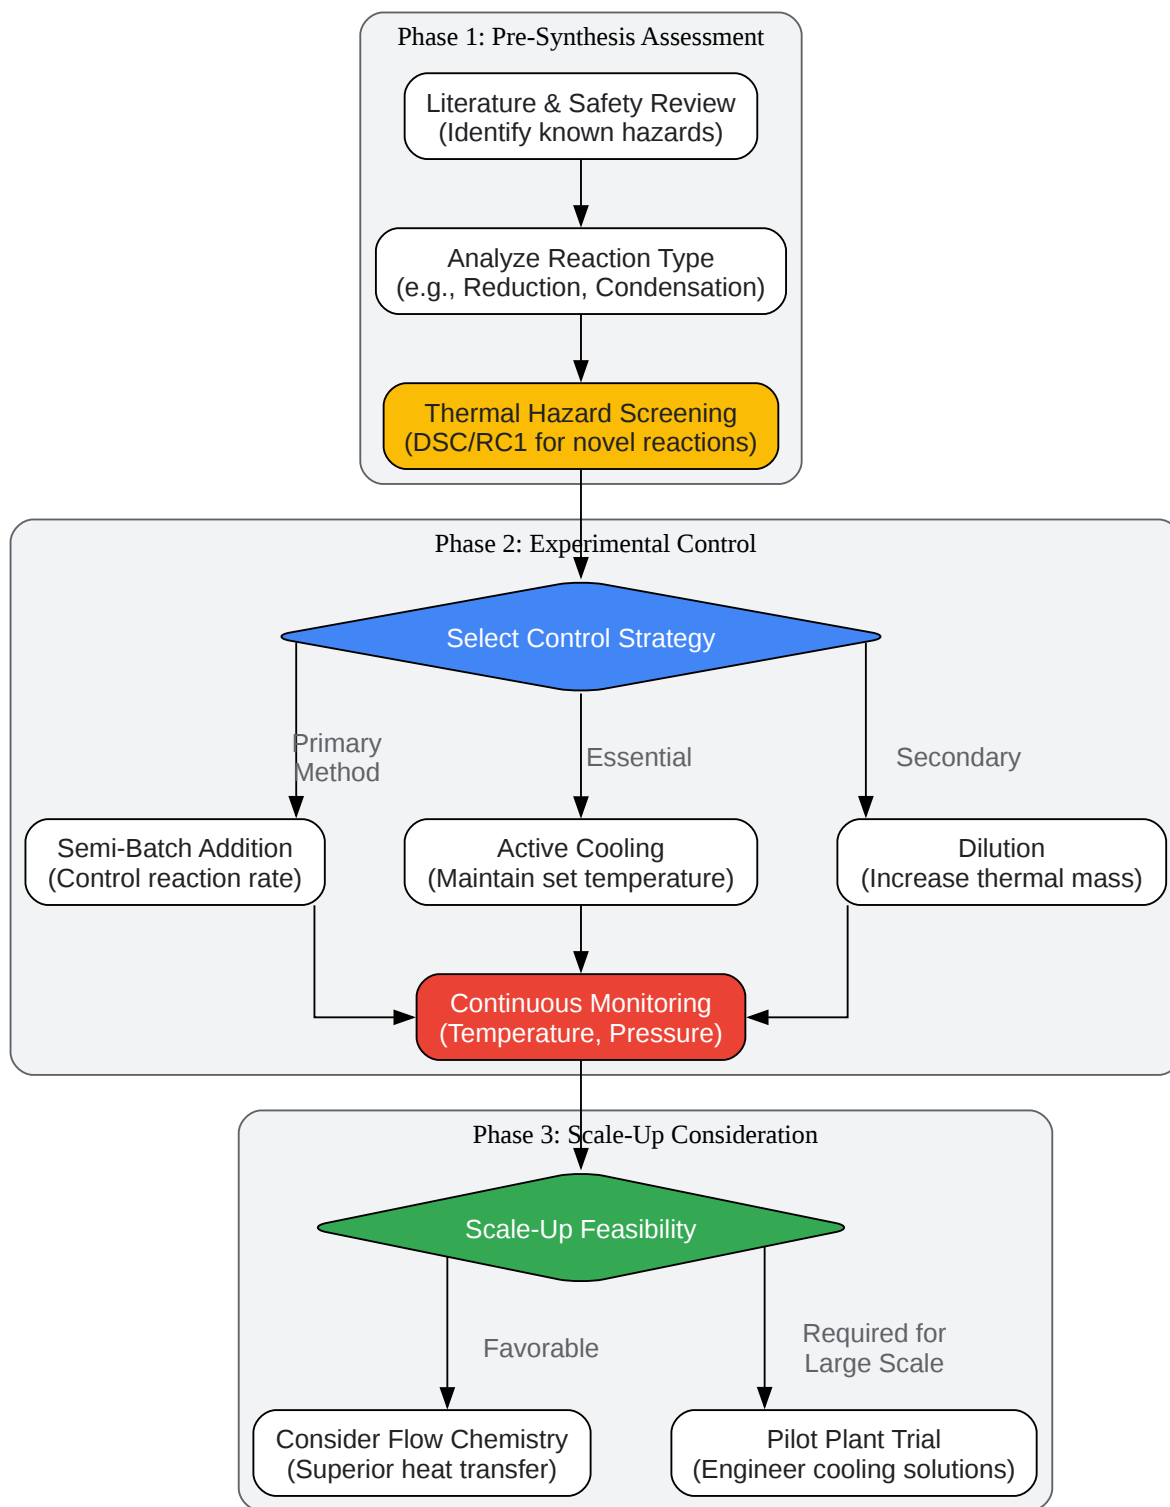 Phase 1: Pre-Synthesis Assessment
Literature & Safety Review
(Identify known hazards)
Analyze Reaction Type
(e.g., Reduction, Condensation)
Thermal Hazard Screening
(DSC/RC1 for novel reactions)
Phase 2: Experimental Control
Select Control Strategy
Primary
Method
Essential
Secondary
Semi-Batch Addition
(Control reaction rate)
Active Cooling
(Maintain set temperature)
Dilution
(Increase thermal mass)
Continuous Monitoring
(Temperature, Pressure)
Phase 3: Scale-Up Consideration
Scale-Up Feasibility
Favorable
Required for
Large Scale
Consider Flow Chemistry
(Superior heat transfer)
Pilot Plant Trial
(Engineer cooling solutions)